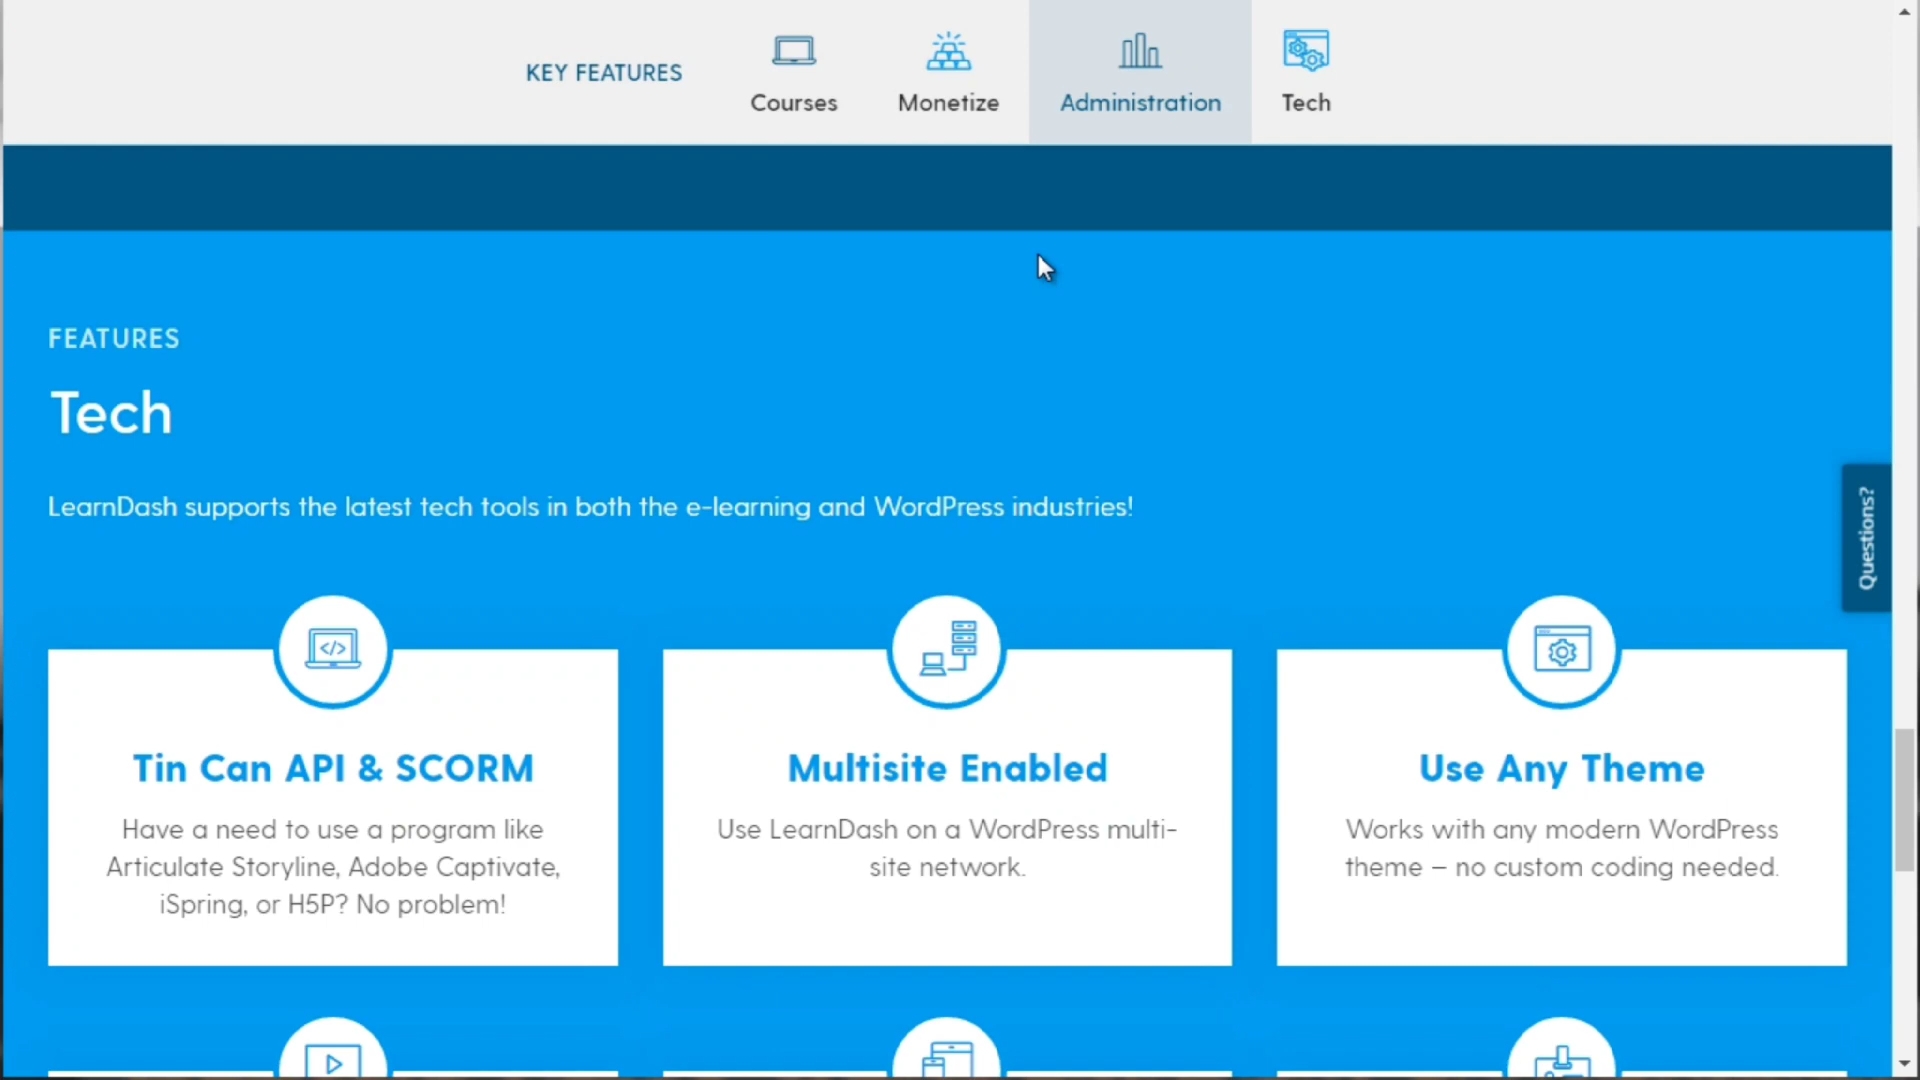 KEY FEATURES
Courses
Monetize
Administration
Tech
FEATURES
Tech
LearnDash supports the latest tech tools in both the e-learning and WordPress industries!
Questions?
Tin Can API & SCORM
Have a need to use a program like
Articulate Storyline, Adobe Captivate,
iSpring, or H5P? No problem!
Multisite Enabled
Use LearnDash on a WordPress multi-
site network.
Use Any Theme
Works with any modern WordPress
theme – no custom coding needed.